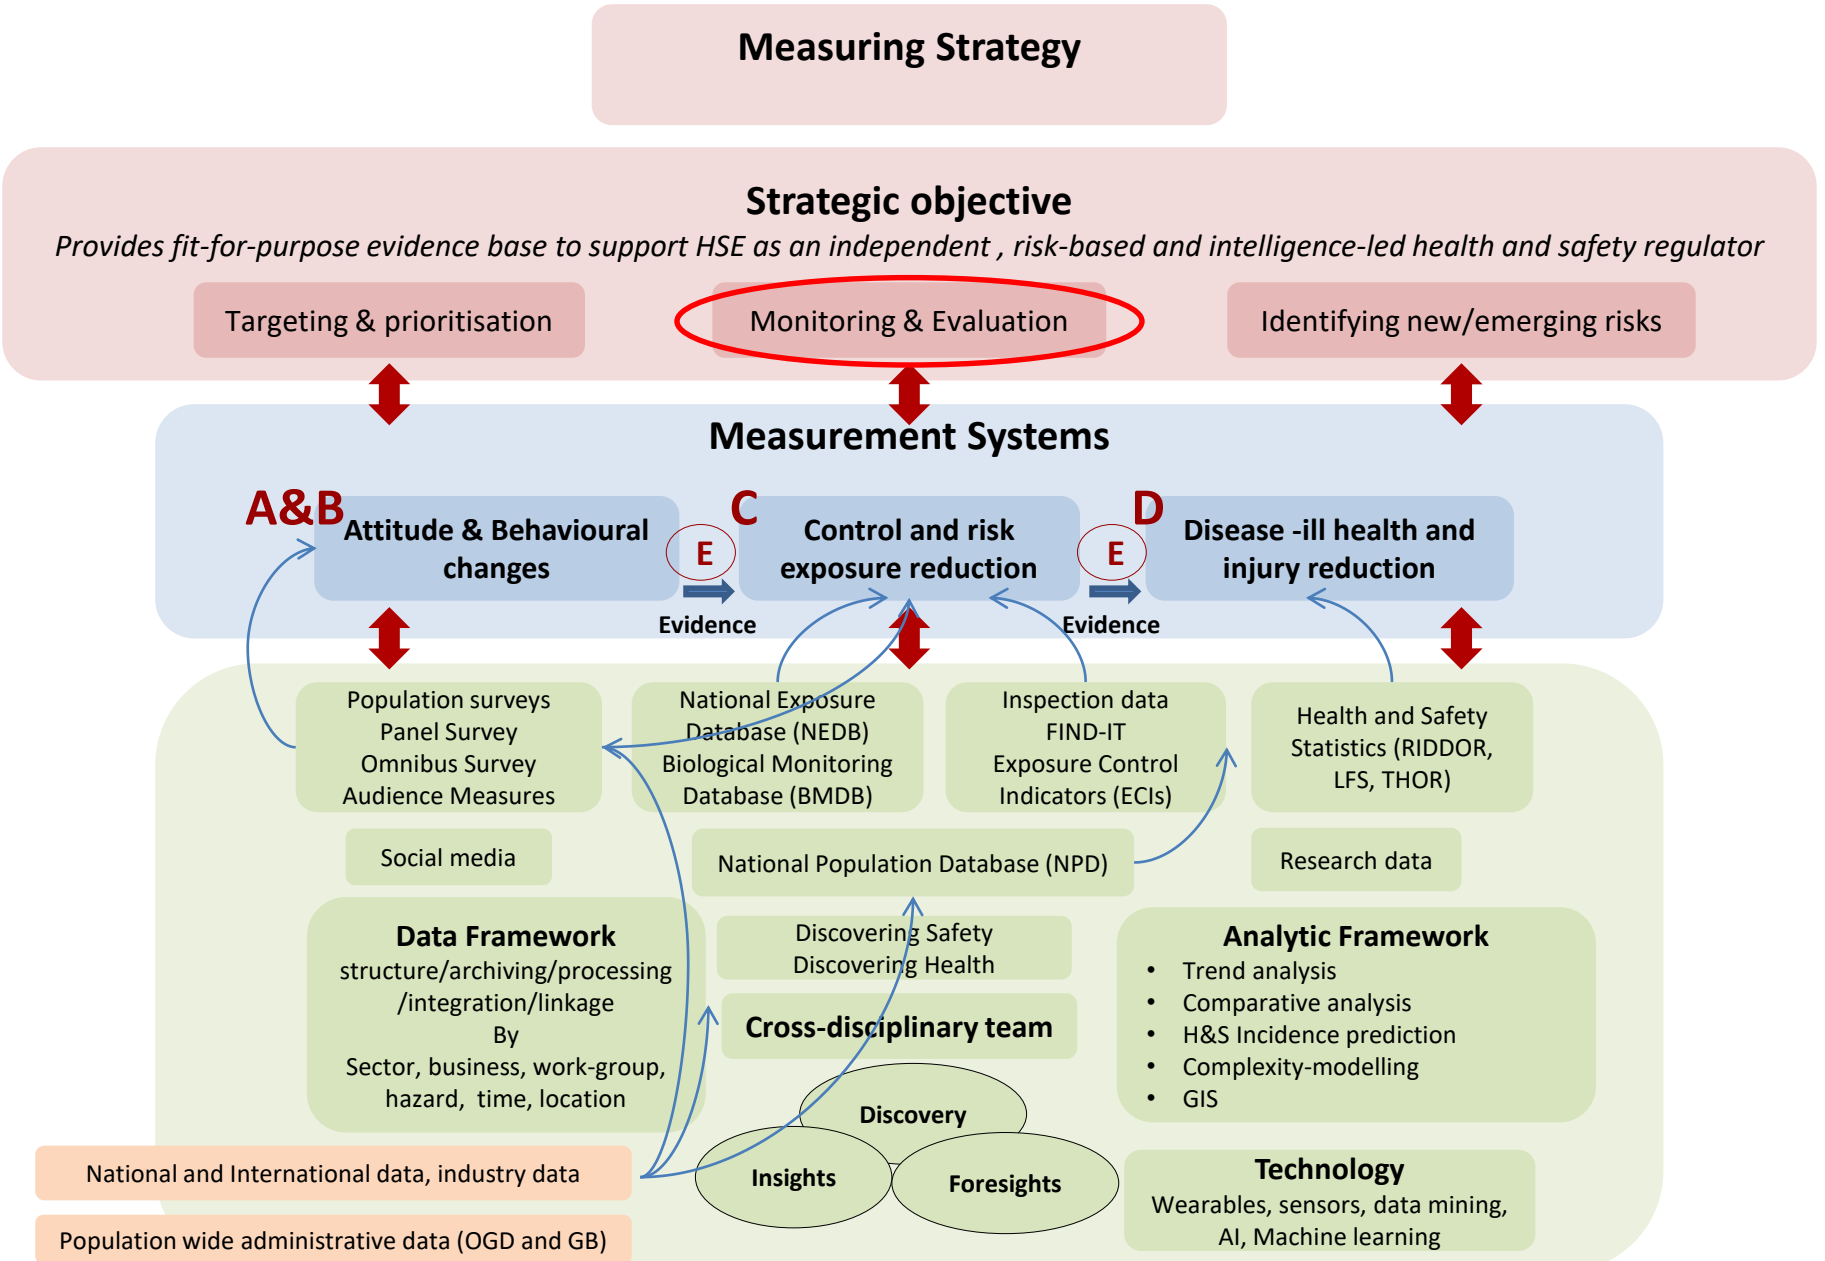 Measuring Strategy
Strategic objective
Provides fit-for-purpose evidence base to support HSE as an independent , risk-based and intelligence-led health and safety regulator
Targeting & prioritisation
Monitoring & Evaluation
Identifying new/emerging risks
Measurement Systems
A&B
Attitude & Behavioural
changes
E
Evidence
C
Control and risk
exposure reduction
E
Evidence
D
Disease -ill health and
injury reduction
Population surveys
Panel Survey
Omnibus Survey
Audience Measures
National Exposure
Database (NEDB)
Biological Monitoring
Database (BMDB)
Inspection data
FIND-IT
Exposure Control
Indicators (ECIs)
Health and Safety
Statistics (RIDDOR,
LFS, THOR)
Social media
National Population Database (NPD)
Research data
Data Framework
structure/archiving/processing
/integration/linkage
By
Sector, business, work-group,
hazard, time, location
Discovering Safety
Discovering Health
Cross-disciplinary team
Analytic Framework
• Trend analysis
• Comparative analysis
• H&S Incidence prediction
• Complexity-modelling
• GIS
Discovery
Insights
Foresights
National and International data, industry data
Population wide administrative data (OGD and GB)
Technology
Wearables, sensors, data mining,
AI, Machine learning